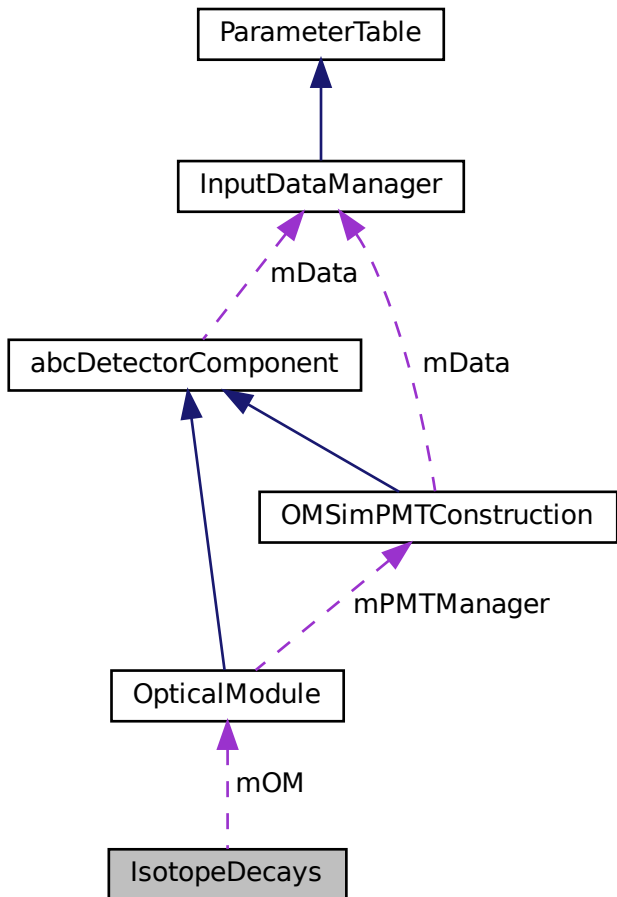 ParameterTable
InputDataManager
mData
abcDetectorComponent
mData
OMSimPMTConstruction
mPMTManager
OpticalModule
mOM
IsotopeDecays